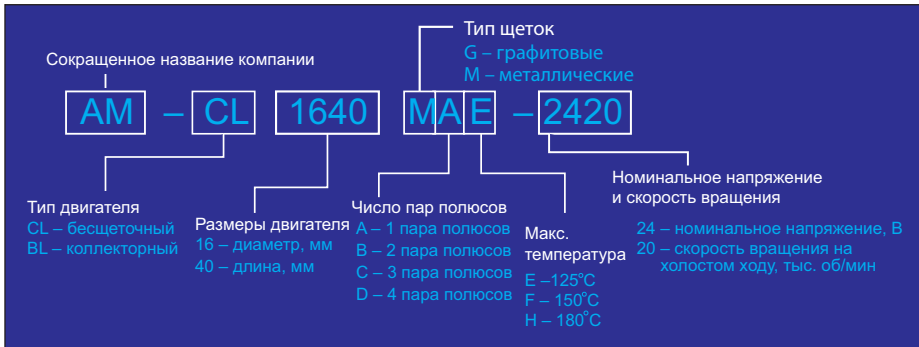 Тип щеток
G – графитовые
М – металлические
Сокращенное название компании
AM – CL 1640 MAE – 2420
Тип двигателя
CL – бесщеточный
BL – коллекторный
Размеры двигателя
16 – диаметр, мм
40 – длина, мм
Число пар полюсов
A – 1 пара полюсов
B – 2 пара полюсов
C – 3 пара полюсов
D – 4 пара полюсов
Макс.
температура
E –125°C
F – 150°C
H – 180°C
Номинальное напряжение
и скорость вращения
24 – номинальное напряжение, В
20 – скорость вращения на
холостом ходу, тыс. об/мин